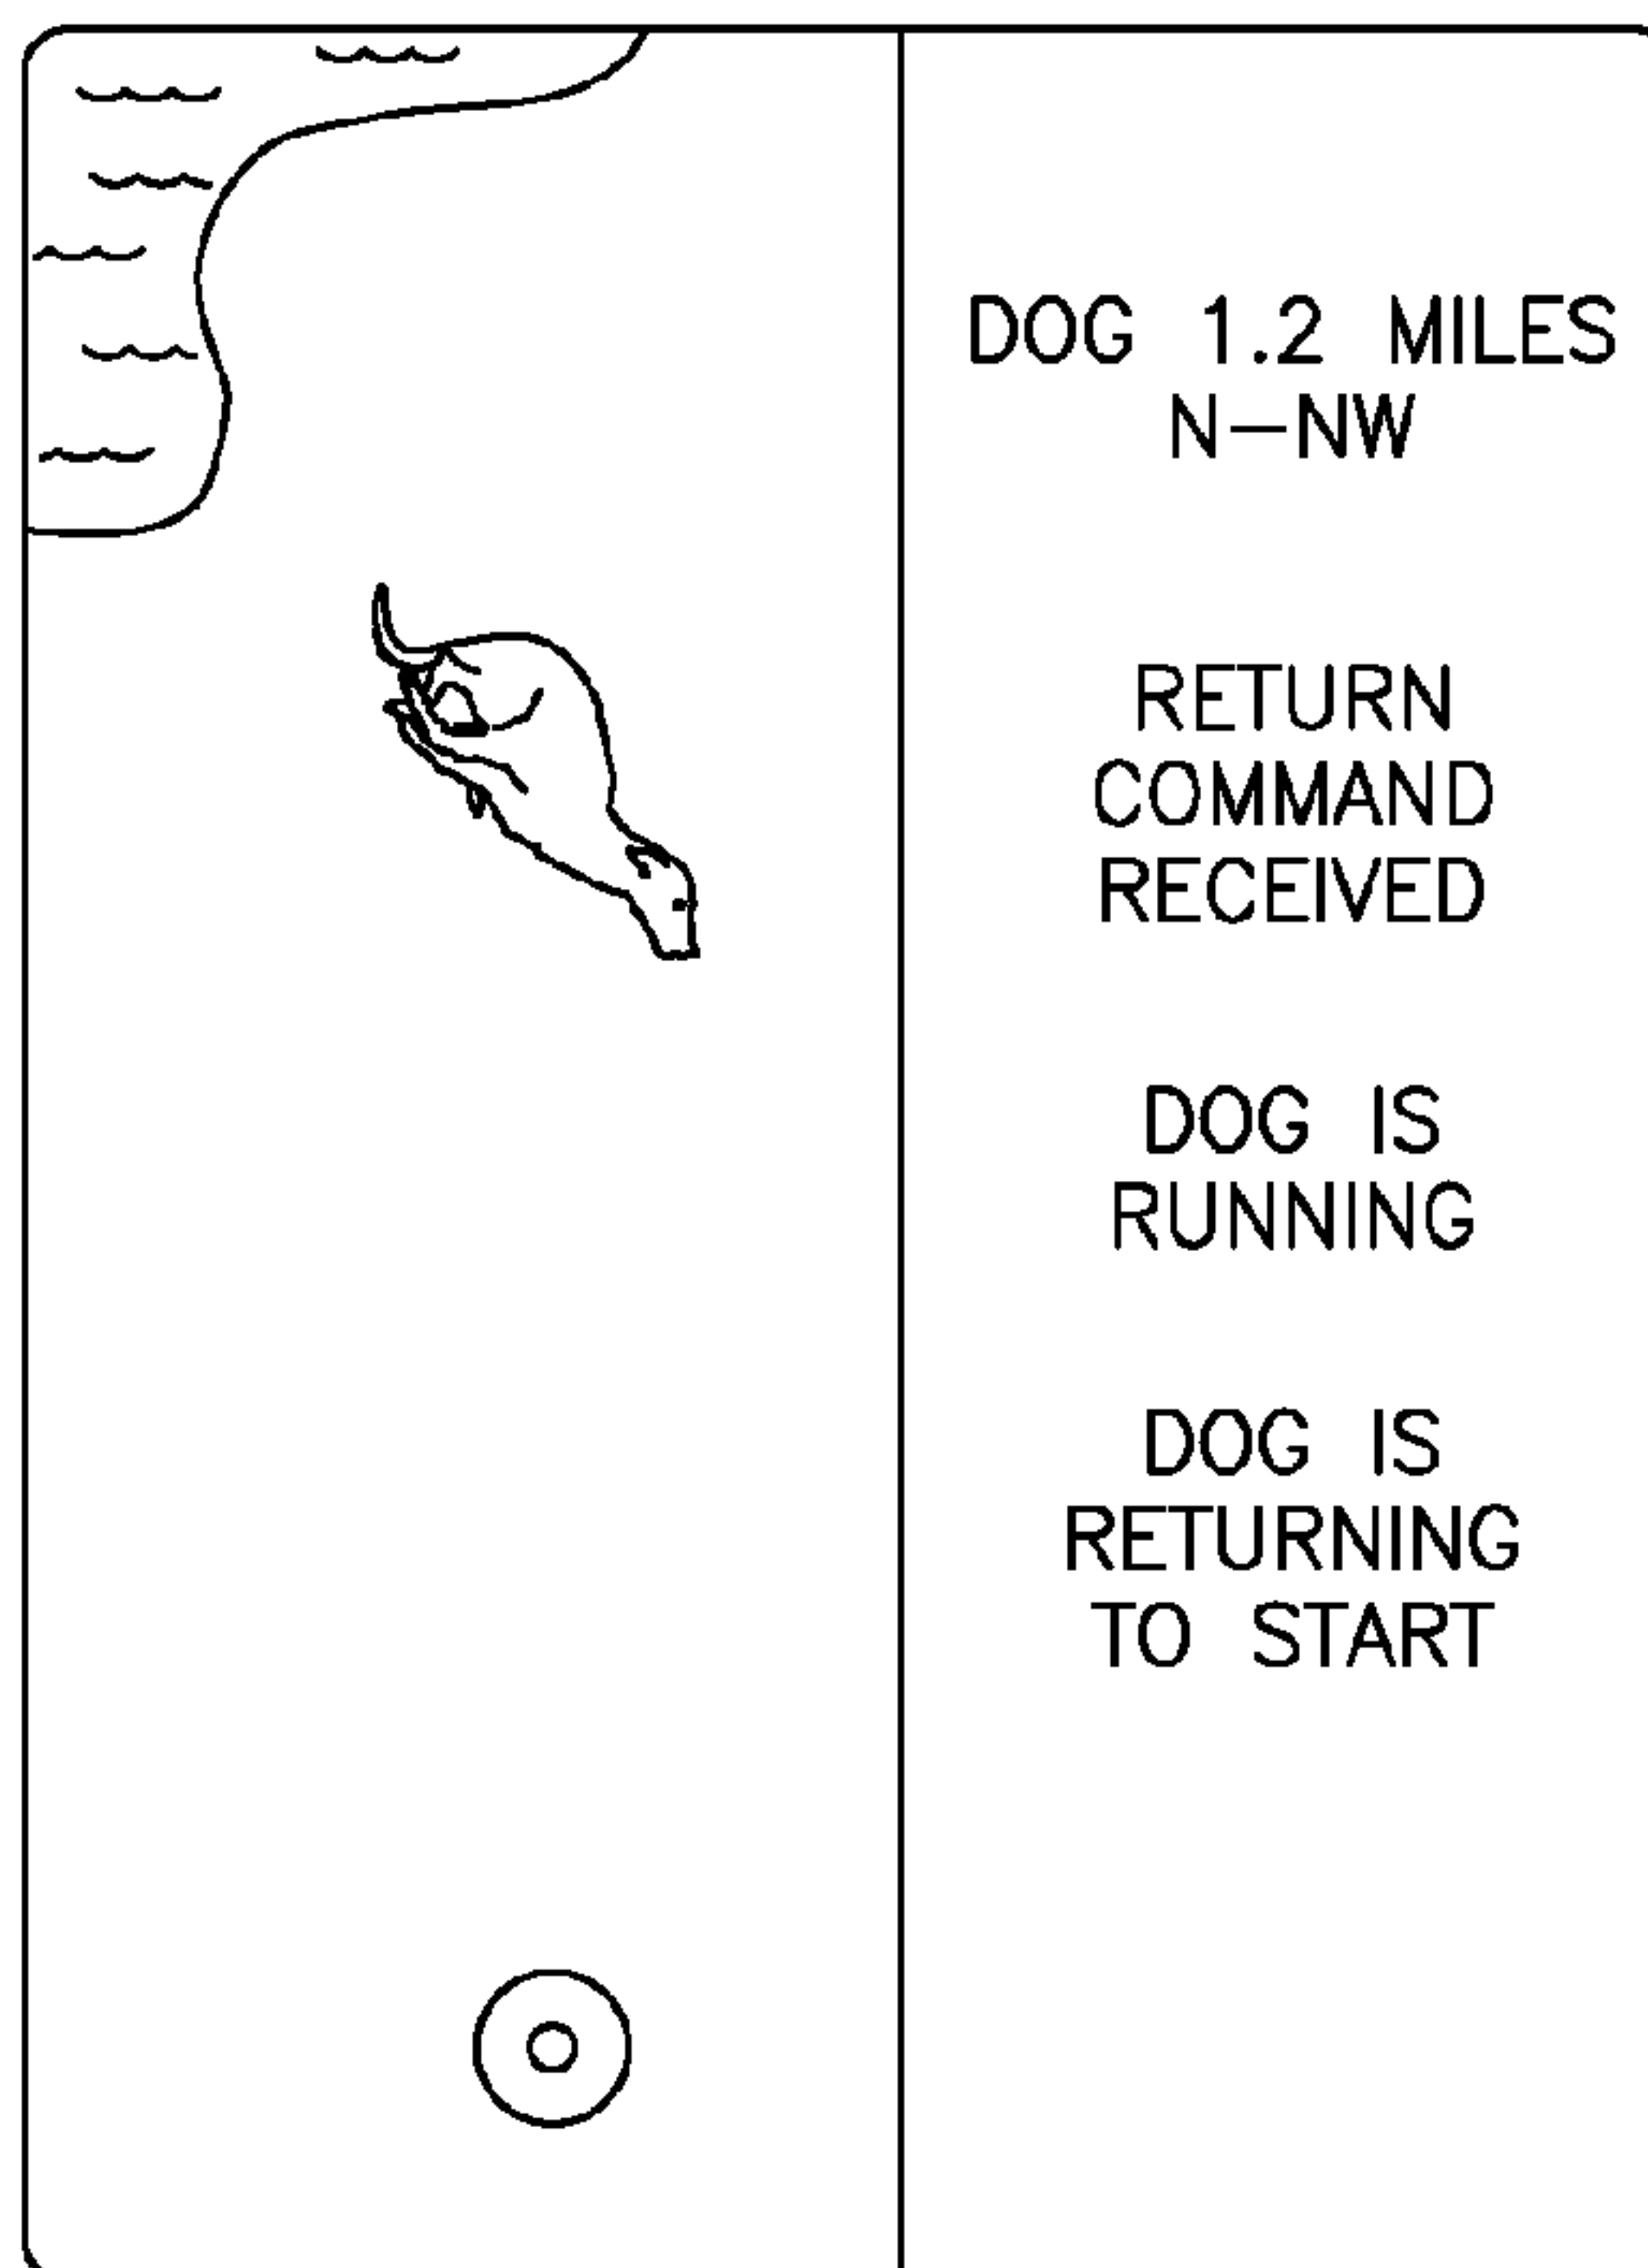 DOG 1.2 MILES
N-NW
RETURN
COMMAND
RECEIVED
DOG IS
RUNNING
DOG IS
RETURNING
TO START